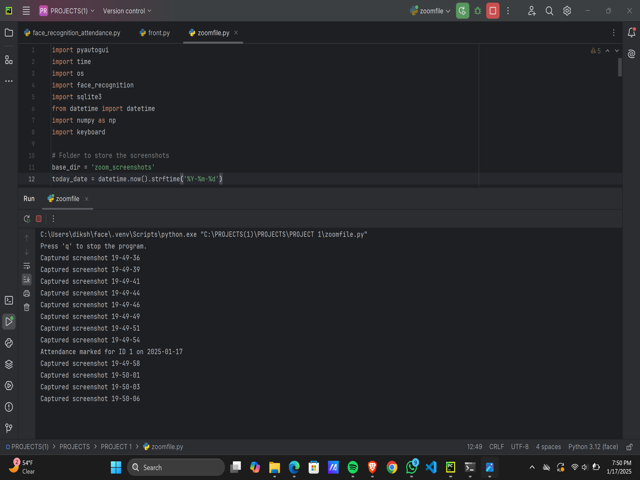 PR PROJECTS(1) Version control zoomfile
face_recognition_attendance.py front.py zoomfile.py
5
1 import pyautogui
2 import time
3 import os
4 import face_recognition
5 import sqlite3
6 from datetime import datetime
7 import numpy as np
8 import keyboard
9
10 # Folder to store the screenshots
11 base_dir = 'zoom_screenshots'
12 today_date = datetime.now().strftime('%Y-%m-%d')
Run zoomfile
C:\Users\diksh\face\.venv\Scripts\python.exe "C:\PROJECTS(1)\PROJECTS\PROJECT 1\zoomfile.py"
Press 'q' to stop the program.
Captured screenshot 19-49-36
Captured screenshot 19-49-39
Captured screenshot 19-49-41
Captured screenshot 19-49-44
Captured screenshot 19-49-46
Captured screenshot 19-49-49
Captured screenshot 19-49-51
Captured screenshot 19-49-54
Attendance marked for ID 1 on 2025-01-17
Captured screenshot 19-49-58
Captured screenshot 19-50-01
Captured screenshot 19-50-03
Captured screenshot 19-50-06
PROJECTS(1) PROJECTS PROJECT 1 zoomfile.py 12:49 CRLF UTF-8 4 spaces Python 3.12 (face)
54°F Search 7:50 PM
Clear 1/17/2025